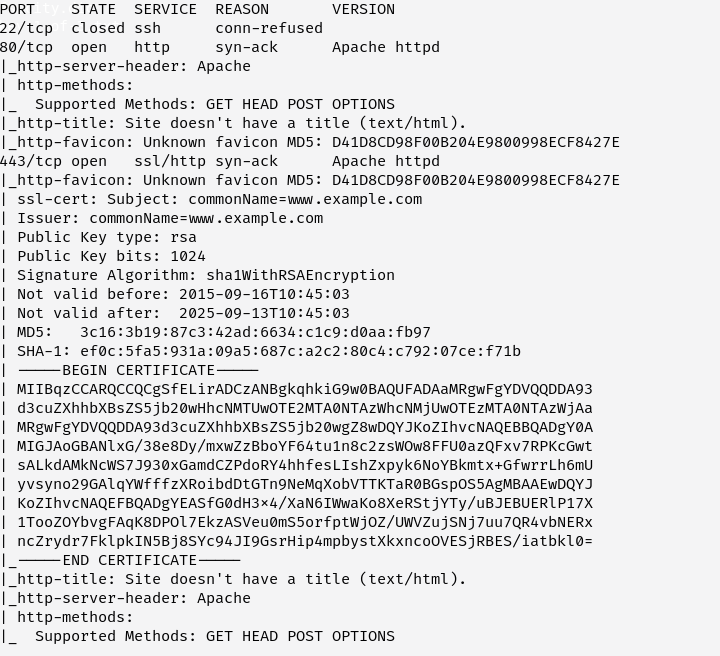 PORT    STATE  SERVICE  REASON       VERSION
22/tcp  closed ssh      conn-refused
80/tcp  open   http     syn-ack      Apache httpd
|_http-server-header: Apache
| http-methods:
|_  Supported Methods: GET HEAD POST OPTIONS
|_http-title: Site doesn't have a title (text/html).
|_http-favicon: Unknown favicon MD5: D41D8CD98F00B204E9800998ECF8427E
443/tcp open   ssl/http syn-ack      Apache httpd
|_http-favicon: Unknown favicon MD5: D41D8CD98F00B204E9800998ECF8427E
| ssl-cert: Subject: commonName=www.example.com
| Issuer: commonName=www.example.com
| Public Key type: rsa
| Public Key bits: 1024
| Signature Algorithm: sha1WithRSAEncryption
| Not valid before: 2015-09-16T10:45:03
| Not valid after:  2025-09-13T10:45:03
| MD5:   3c16:3b19:87c3:42ad:6634:c1c9:d0aa:fb97
| SHA-1: ef0c:5fa5:931a:09a5:687c:a2c2:80c4:c792:07ce:f71b
| -----BEGIN CERTIFICATE-----
| MIIBqzCCARQCCQCgSfELirADCzANBgkqhkiG9w0BAQUFADAaMRgwFgYDVQQDDA93
| d3cuZXhhbXBsZS5jb20wHhcNMTUwOTE2MTA0NTAzWhcNMjUwOTEzMTA0NTAzWjAa
| MRgwFgYDVQQDDA93d3cuZXhhbXBsZS5jb20wgZ8wDQYJKoZIhvcNAQEBBQADgY0A
| MIGJAoGBANlxG/38e8Dy/mxwZzBboYF64tu1n8c2zsWOw8FFU0azQFxv7RPKcGwt
| sALkdAMkNcWS7J930xGamdCZPdoRY4hhfesLIshZxpyk6NoYBkmtx+GfwrrLh6mU
| yvsyno29GAlqYWfffzXRoibdDtGTn9NeMqXobVTTKTaR0BGspOS5AgMBAAEwDQYJ
| KoZIhvcNAQEFBQADgYEASfG0dH3x4/XaN6IWwaKo8XeRStjYTy/uBJEBUERlP17X
| 1TooZOYbvgFAqK8DPOl7EkzASVeu0mS5orfptWjOZ/UWVZujSNj7uu7QR4vbNERx
| ncZrydr7FklpkIN5Bj8SYc94JI9GsrHip4mpbystXkxncoOVESjRBES/iatbkl0=
|_-----END CERTIFICATE-----
|_http-title: Site doesn't have a title (text/html).
|_http-server-header: Apache
| http-methods:
|_  Supported Methods: GET HEAD POST OPTIONS